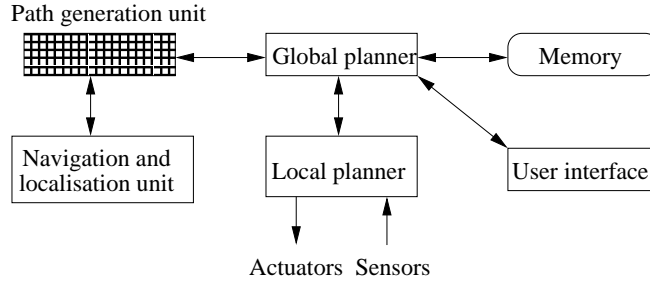 Path generation unit
Global planner
Memory
Navigation and
localisation unit
Local planner
User interface
Actuators
Sensors